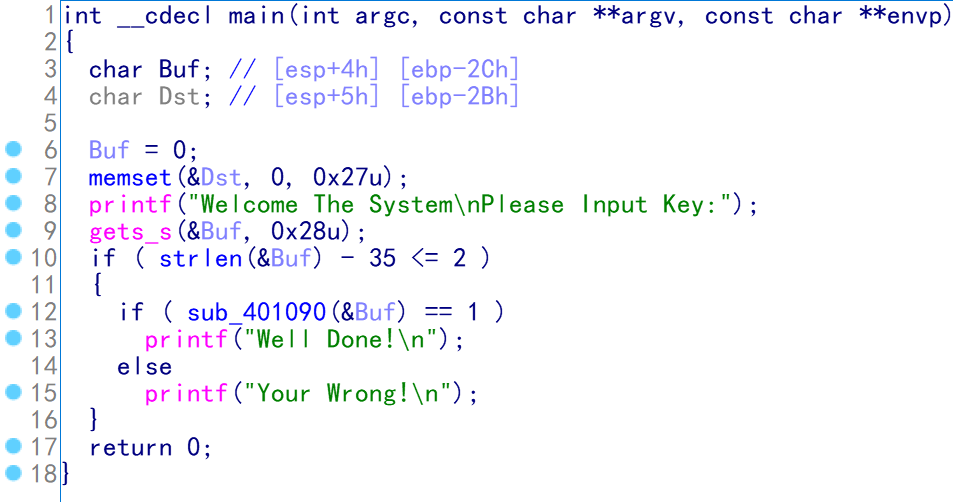 1 int __cdecl main(int argc, const char **argv, const char **envp)
2 {
3   char Buf; // [esp+4h] [ebp-2Ch]
4   char Dst; // [esp+5h] [ebp-2Bh]
5
6   Buf = 0;
7   memset(&Dst, 0, 0x27u);
8   printf("Welcome The System\nPlease Input Key:");
9   gets_s(&Buf, 0x28u);
10   if ( strlen(&Buf) - 35 <= 2 )
11   {
12     if ( sub_401090(&Buf) == 1 )
13       printf("Well Done!\n");
14     else
15       printf("Your Wrong!\n");
16   }
17   return 0;
18 }